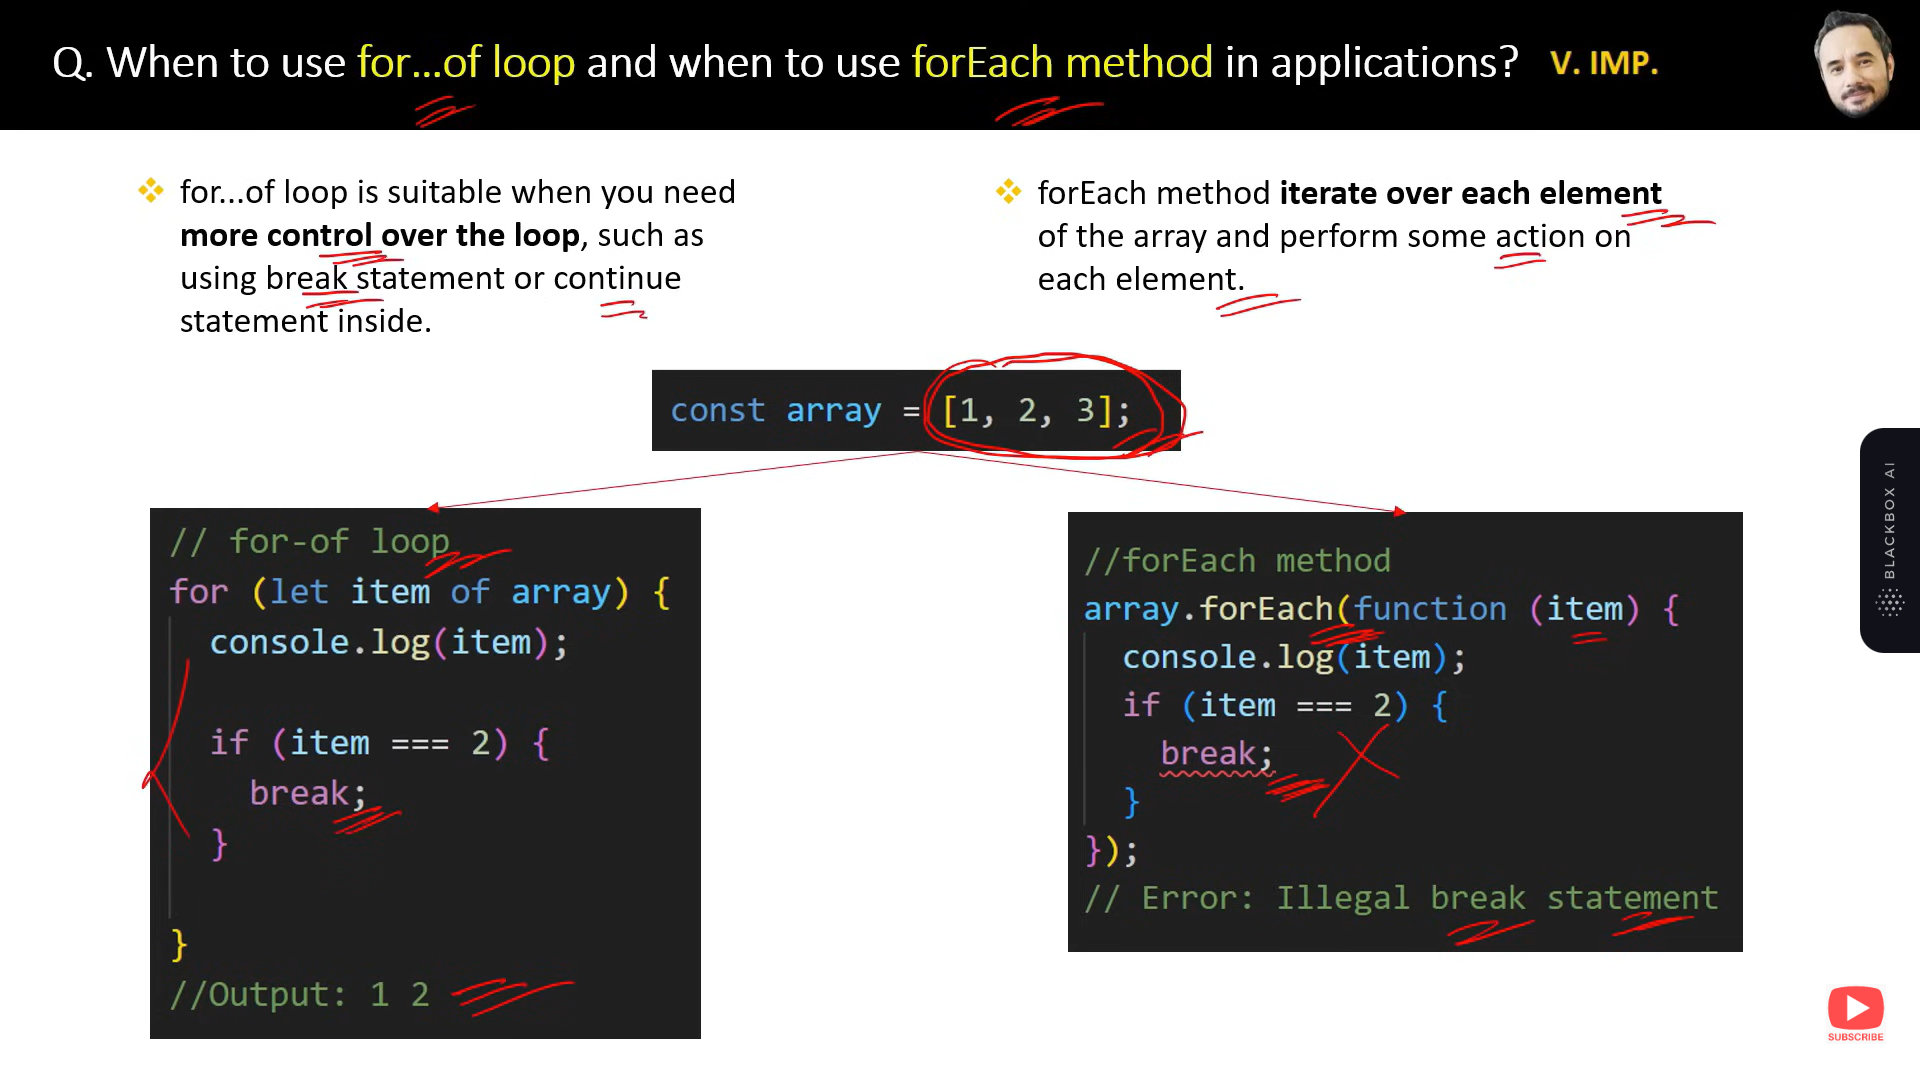 Q. When to use for...of loop and when to use forEach method in applications? V. IMP.
❖ for...of loop is suitable when you need
more control over the loop, such as
using break statement or continue
statement inside.
❖ forEach method iterate over each element
of the array and perform some action on
each element.
const array = [1, 2, 3];
// for-of loop
for (let item of array) {
console.log(item);
if (item === 2) {
break;
}
}
//Output: 1 2
//forEach method
array.forEach(function (item) {
console.log(item);
if (item === 2) {
break;
}
});
// Error: Illegal break statement
BLACKBOX AI
SUBSCRIBE